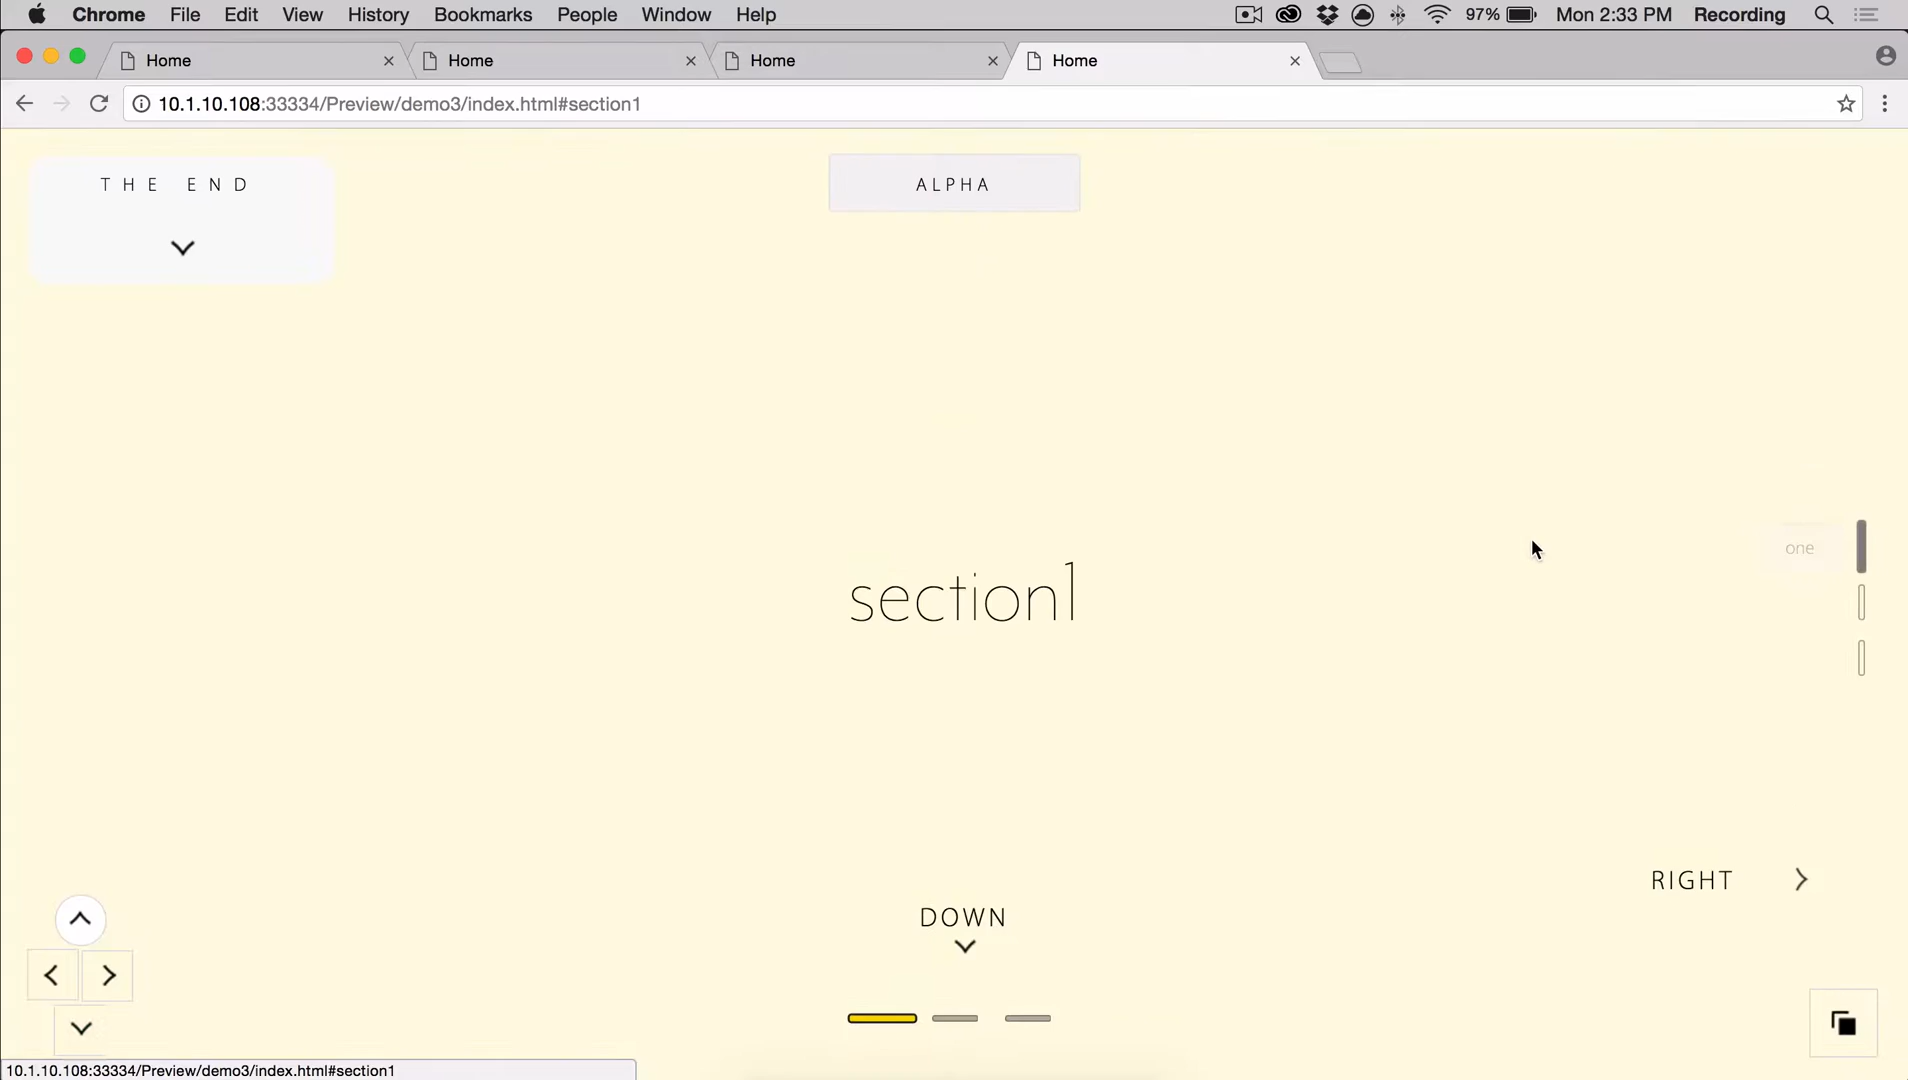 Chrome File Edit View History Bookmarks People Window Help 97% Mon 2:33 PM Recording
Home Home Home Home
10.1.10.108:33334/Preview/demo3/index.html#section1
THE END
ALPHA
one
section1
RIGHT
DOWN
10.1.10.108:33334/Preview/demo3/index.html#section1